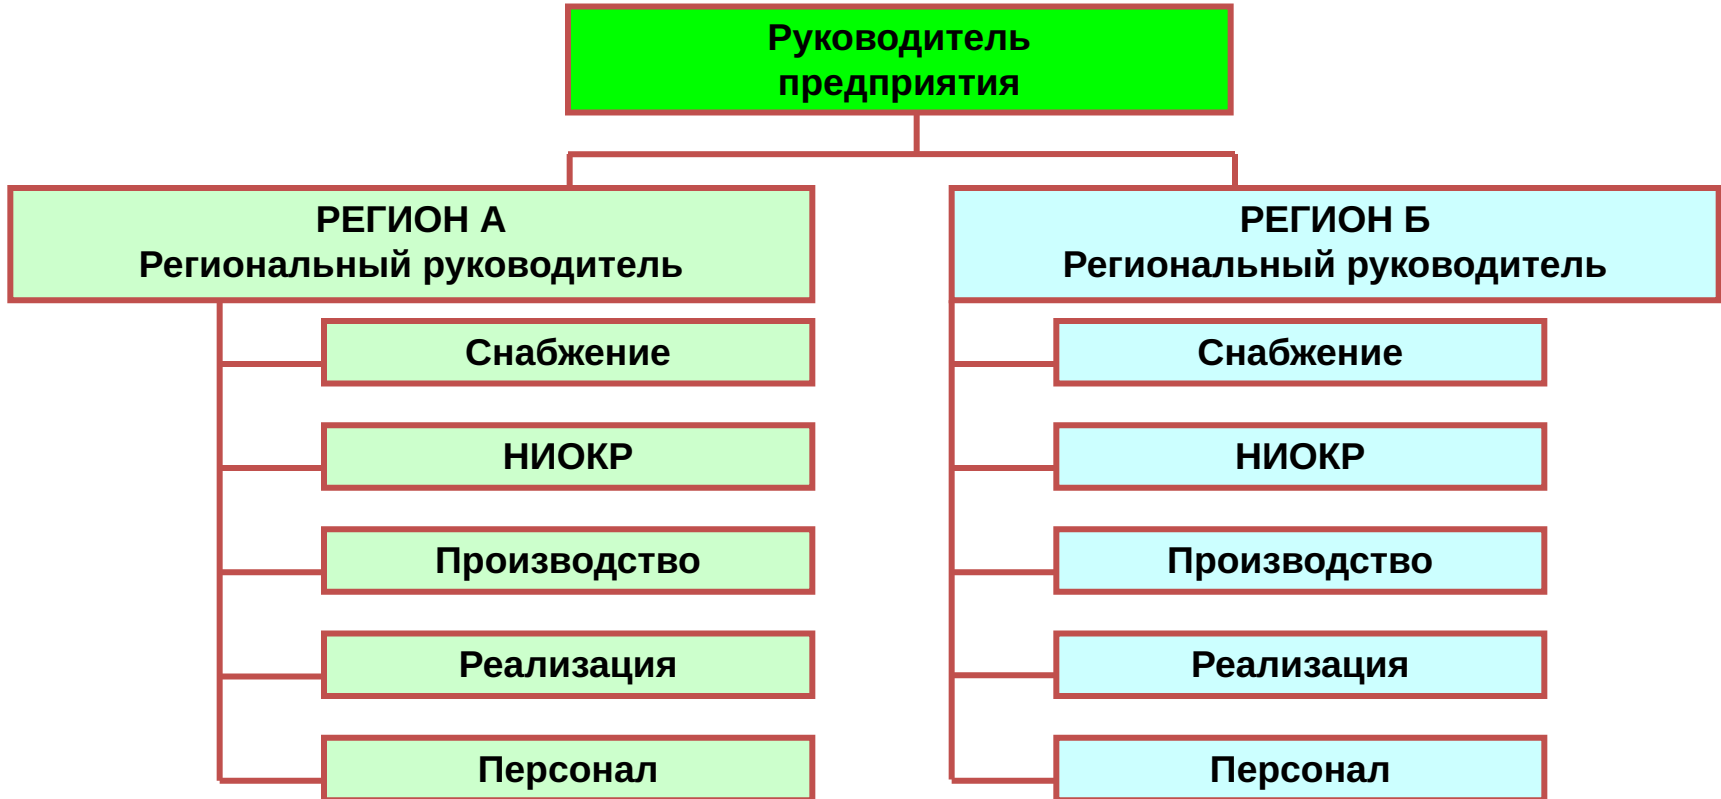 Руководитель
предприятия
РЕГИОН А
Региональный руководитель
РЕГИОН Б
Региональный руководитель
Снабжение
НИОКР
Производство
Реализация
Персонал
Снабжение
НИОКР
Производство
Реализация
Персонал